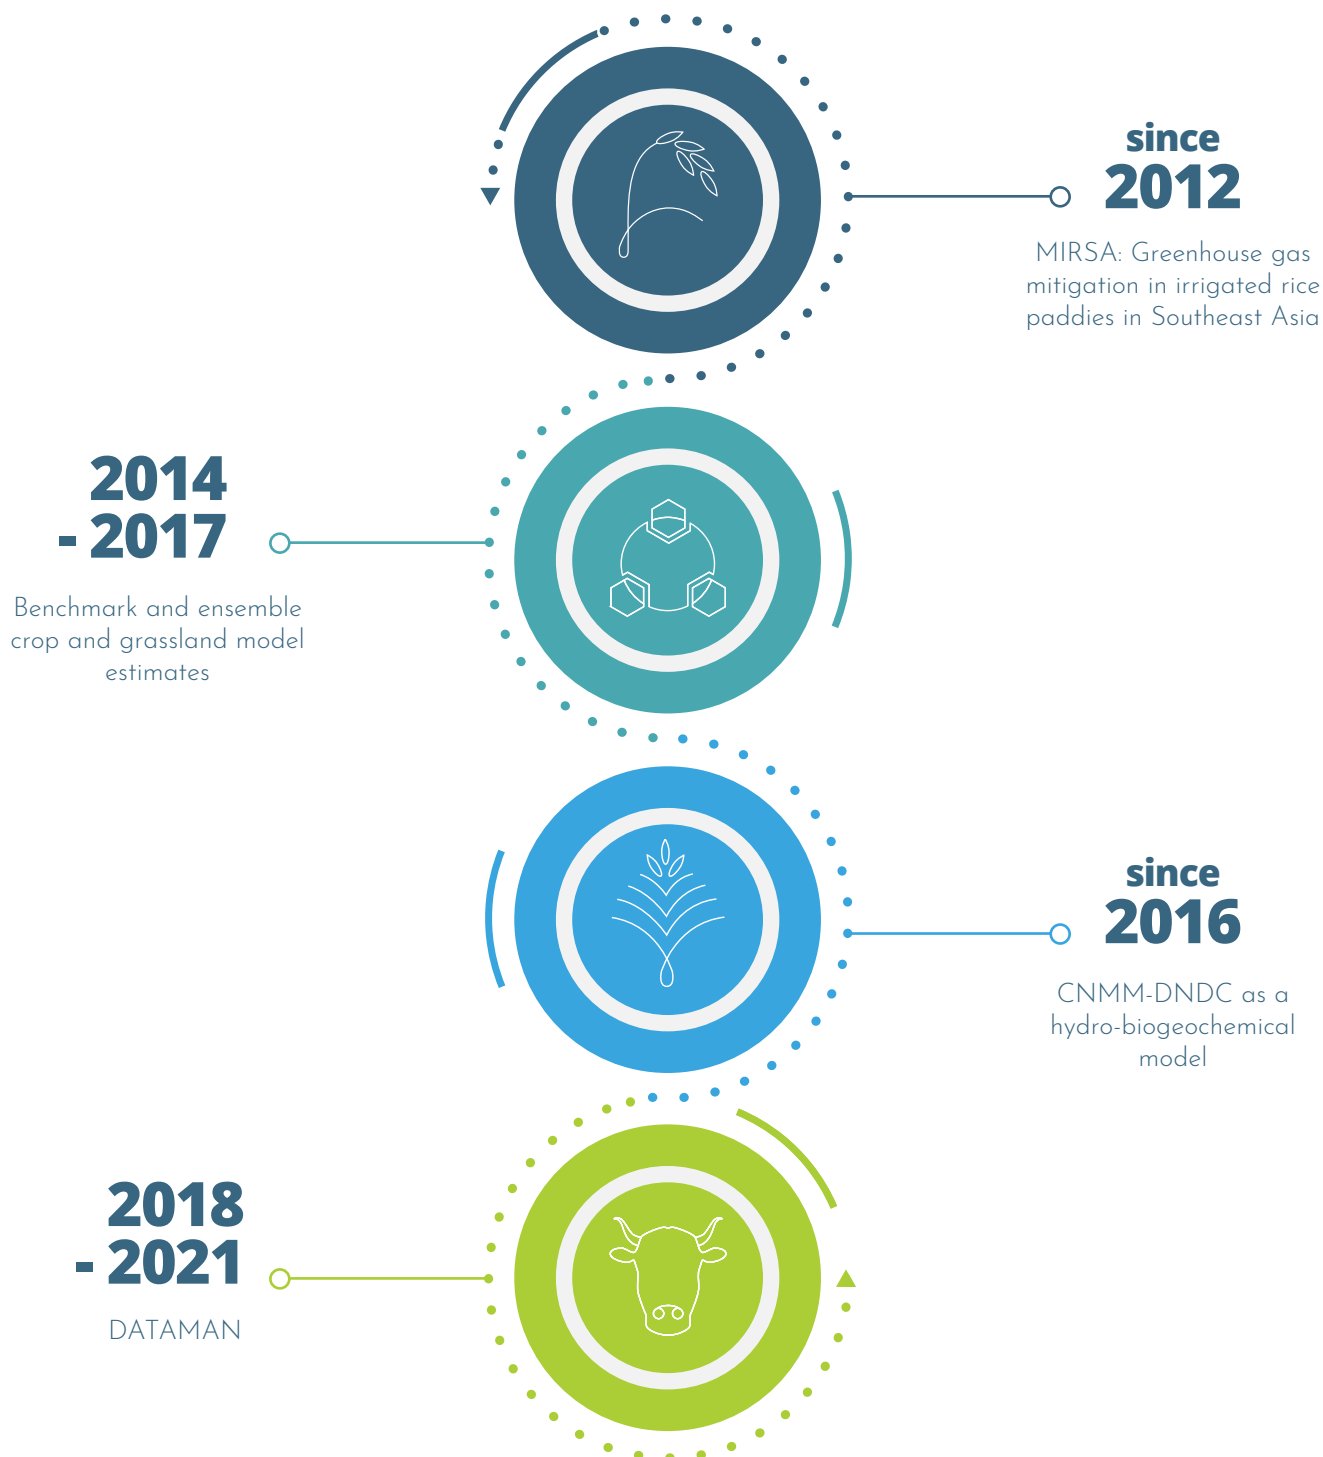 since
2012
MIRSA: Greenhouse gas
mitigation in irrigated rice
paddies in Southeast Asia
2014
- 2017
Benchmark and ensemble
crop and grassland model
estimates
since
2016
CNMM-DNDC as a
hydro-biogeochemical
model
2018
- 2021
DATAMAN